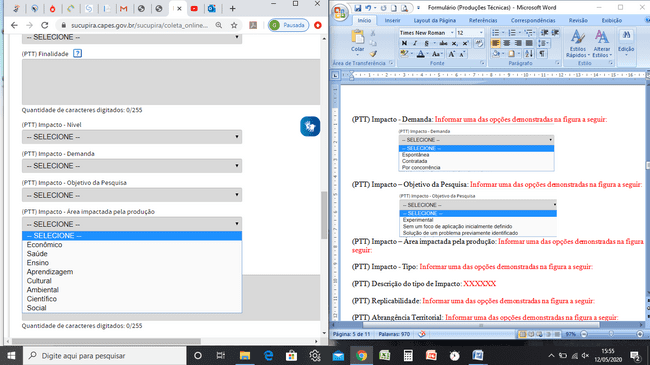 sucupira.capes.gov.br/sucupira/coleta_online...
Pausada
-- SELECIONE --
(PTT) Finalidade ?
Quantidade de caracteres digitados: 0/255
(PTT) Impacto - Nível
-- SELECIONE --
(PTT) Impacto - Demanda
-- SELECIONE --
(PTT) Impacto - Objetivo da Pesquisa
-- SELECIONE --
(PTT) Impacto - Área impactada pela produção
-- SELECIONE --
-- SELECIONE --
Econômico
Saúde
Ensino
Aprendizagem
Cultural
Ambiental
Científico
Social
Quantidade de caracteres digitados: 0/255
Formulário (Produções Técnicas) - Microsoft Word
Início Layout da Página Referências Correspondências Revisão Exibição
Times New Roman 12
Colar
Estilos Rápidos
Alterar Estilos
Edição
Área de Transferência Fonte Parágrafo Estilo
(PTT) Impacto - Demanda: Informar uma das opções demonstradas na figura a seguir:
(PTT) Impacto - Demanda
-- SELECIONE --
-- SELECIONE --
Espontânea
Contratada
Por concorrência
(PTT) Impacto – Objetivo da Pesquisa: Informar uma das opções demonstradas na figura a seguir
(PTT) Impacto - Objetivo da Pesquisa
-- SELECIONE --
-- SELECIONE --
Experimental
Sem um foco de aplicação inicialmente definido
Solução de um problema previamente identificado
(PTT) Impacto – Área impactada pela produção: Informar uma das opções demonstradas na figura a
seguir:
(PTT) Impacto - Tipo: Informar uma das opções demonstradas na figura a seguir:
(PTT) Descrição do tipo de Impacto: XXXXXX
(PTT) Replicabilidade: Informar uma das opções demonstradas na figura a seguir:
(PTT) Abrangência Territorial: Informar uma das opções demonstradas na figura a seguir:
Página: 5 de 11 Palavras: 970 87%
Digite aqui para pesquisar
15:55
12/05/2020